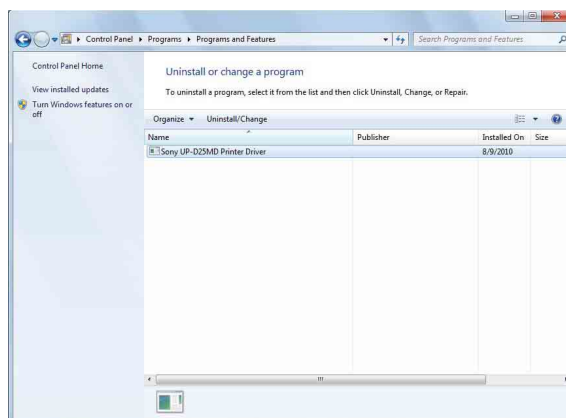 Control Panel ▸ Programs ▸ Programs and Features
Search Programs and Features
Control Panel Home
View installed updates
Turn Windows features on or
off
Uninstall or change a program
To uninstall a program, select it from the list and then click Uninstall, Change, or Repair.
Organize Uninstall/Change
Name Publisher Installed On Size
Sony UP-D25MD Printer Driver 8/9/2010